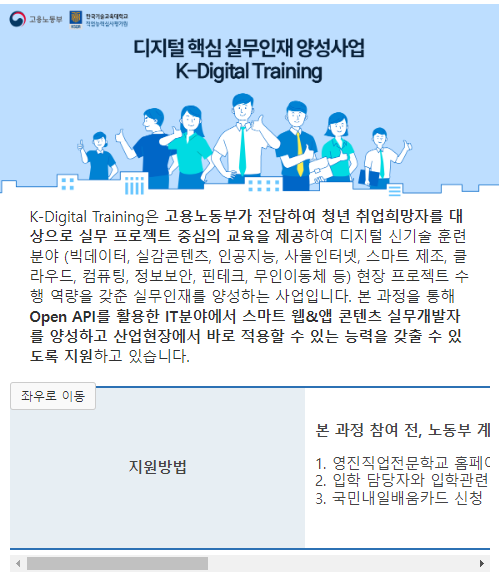 고용노동부
한국기술교육대학교
직업능력심사평가원
디지털 핵심 실무인재 양성사업
K-Digital Training
K-Digital Training은 고용노동부가 전담하여 청년 취업희망자를 대
상으로 실무 프로젝트 중심의 교육을 제공하여 디지털 신기술 훈련
분야 (빅데이터, 실감콘텐츠, 인공지능, 사물인터넷, 스마트 제조, 클
라우드, 컴퓨팅, 정보보안, 핀테크, 무인이동체 등) 현장 프로젝트 수
행 역량을 갖춘 실무인재를 양성하는 사업입니다. 본 과정을 통해
Open API를 활용한 IT분야에서 스마트 웹&앱 콘텐츠 실무개발자
를 양성하고 산업현장에서 바로 적용할 수 있는 능력을 갖출 수 있
도록 지원하고 있습니다.
좌우로 이동
지원방법
본 과정 참여 전, 노동부 계
1. 영진직업전문학교 홈페이
2. 입학 담당자와 입학관련
3. 국민내일배움카드 신청